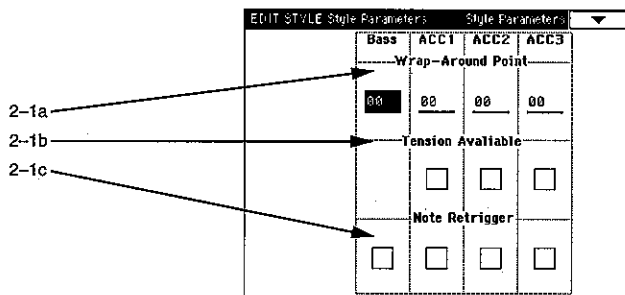 EDIT STYLE Style Parameters Style Parameters
Bass ACC1 ACC2 ACC3
Wrap-Around Point
2-1a
00 00 00 00
2-1b
Tension Avaliable
2-1c
Note Retrigger